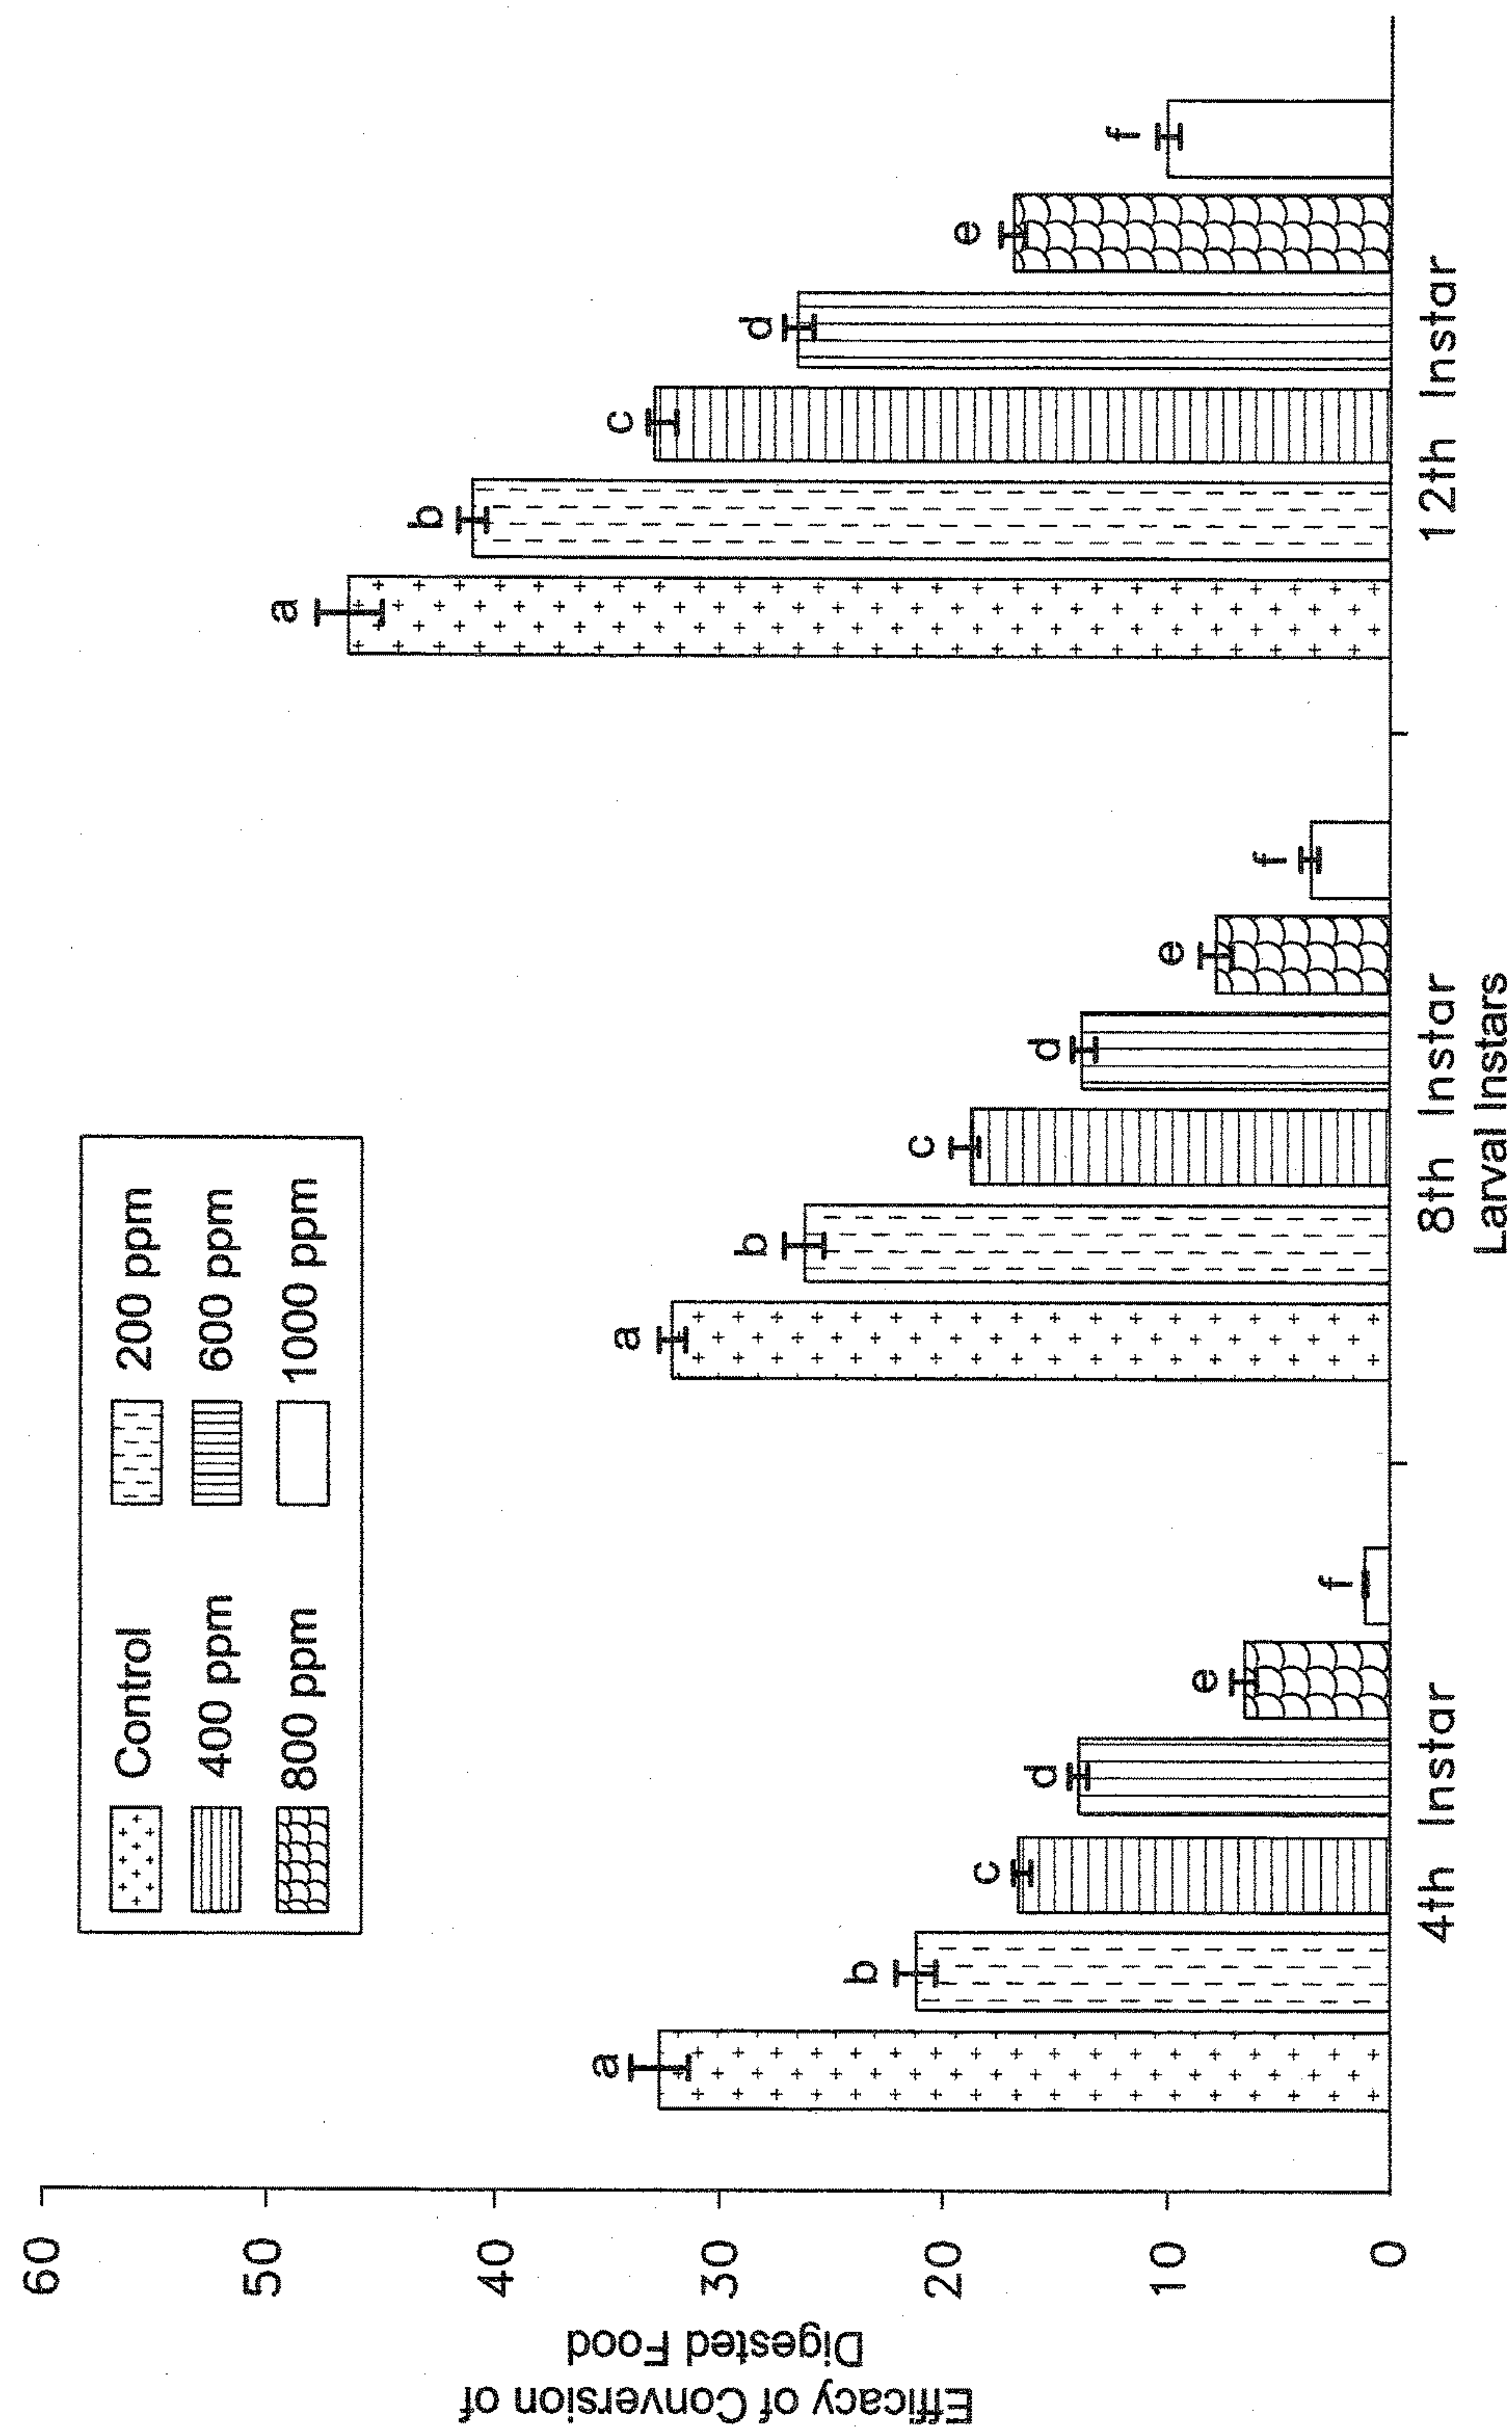 Efficacy of Conversion of
Digested Food
60
50
40
30
20
10
0
Control
200 ppm
400 ppm
600 ppm
800 ppm
1000 ppm
a
b
c
d
e
f
a
b
c
d
e
f
a
b
c
d
e
f
4th Instar
8th Instar
12th Instar
Larval Instars